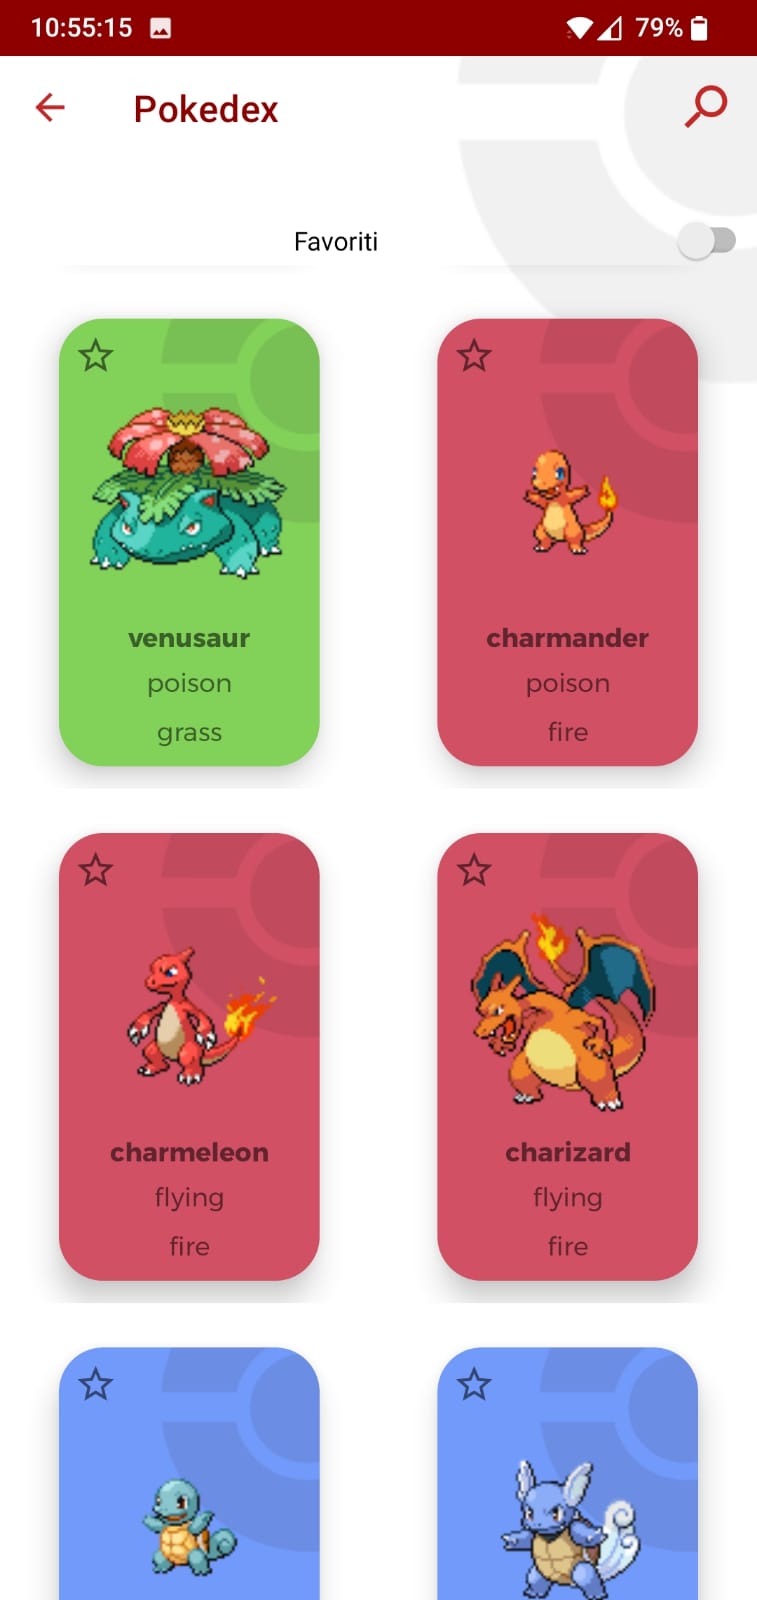 10:55:15 79%
Pokedex
Favoriti
venusaur
poison
grass
charmander
poison
fire
charmeleon
flying
fire
charizard
flying
fire